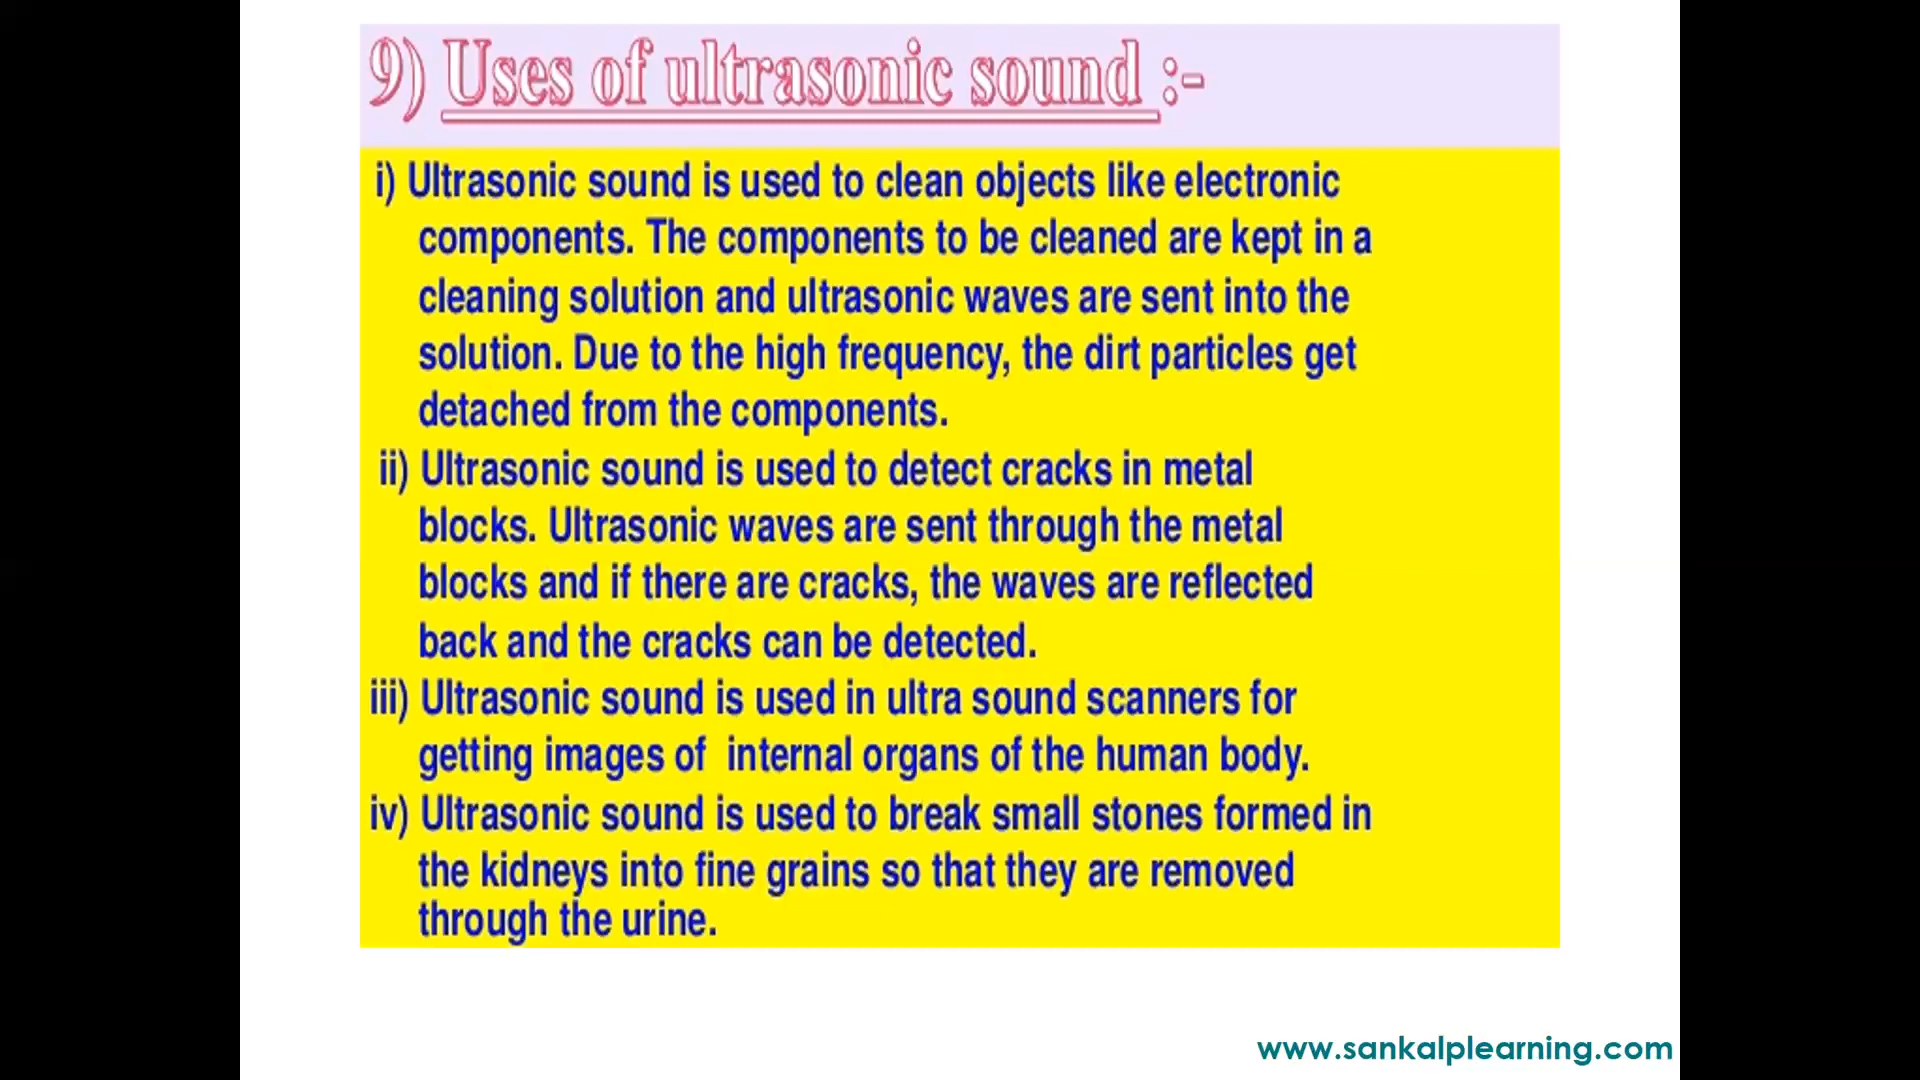 9) Uses of ultrasonic sound :-
i) Ultrasonic sound is used to clean objects like electronic
components. The components to be cleaned are kept in a
cleaning solution and ultrasonic waves are sent into the
solution. Due to the high frequency, the dirt particles get
detached from the components.
ii) Ultrasonic sound is used to detect cracks in metal
blocks. Ultrasonic waves are sent through the metal
blocks and if there are cracks, the waves are reflected
back and the cracks can be detected.
iii) Ultrasonic sound is used in ultra sound scanners for
getting images of internal organs of the human body.
iv) Ultrasonic sound is used to break small stones formed in
the kidneys into fine grains so that they are removed
through the urine.
www.sankalplearning.com